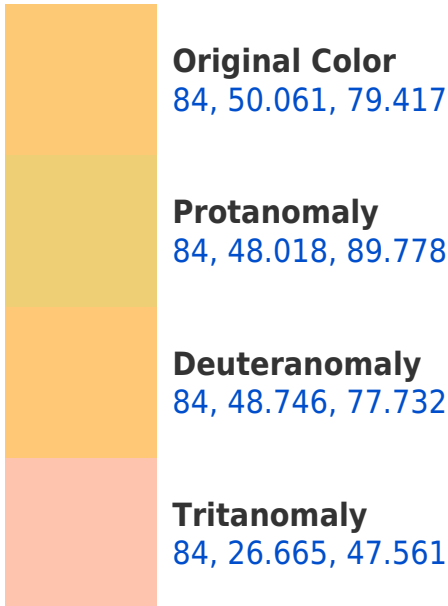 Original Color
84, 50.061, 79.417
Protanomaly
84, 48.018, 89.778
Deuteranomaly
84, 48.746, 77.732
Tritanomaly
84, 26.665, 47.561